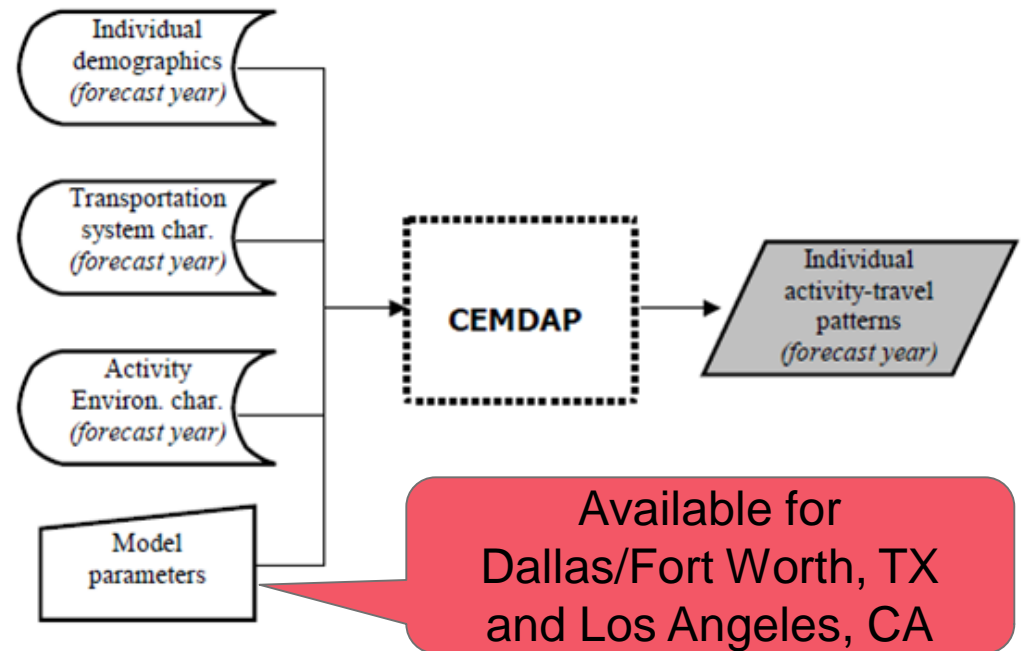 Individual
demographics
(forecast year)
Transportation
system char.
(forecast year)
Activity
Environ. char.
(forecast year)
Model
parameters
CEMDAP
Individual
activity-travel
patterns
(forecast year)
Available for
Dallas/Fort Worth, TX
and Los Angeles, CA